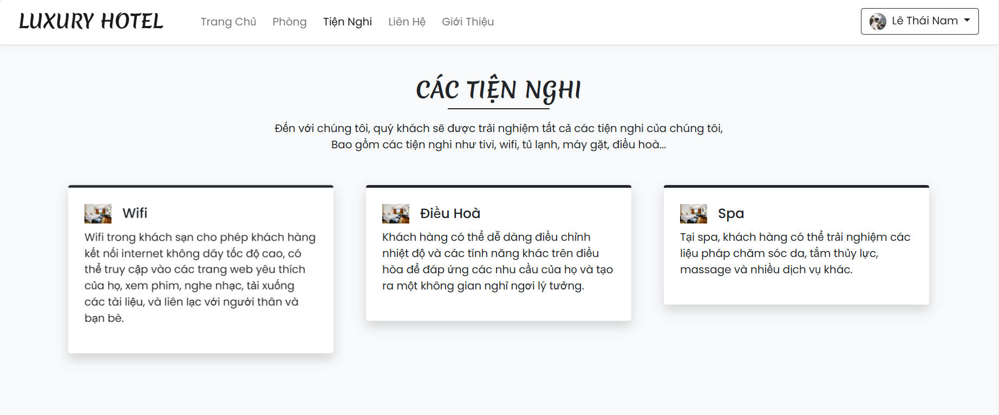 LUXURY HOTEL
Trang Chủ
Phòng
Tiện Nghi
Liên Hệ
Giới Thiệu
Lê Thái Nam
CÁC TIỆN NGHI
Đến với chúng tôi, quý khách sẽ được trải nghiệm tất cả các tiện nghi của chúng tôi,
Bao gồm các tiện nghi như tivi, wifi, tủ lạnh, máy gặt, điều hoà...
Wifi
Wifi trong khách sạn cho phép khách hàng
kết nối internet không dây tốc độ cao, có
thể truy cập vào các trang web yêu thích
của họ, xem phim, nghe nhạc, tải xuống
các tài liệu, và liên lạc với người thân và
bạn bè.
Điều Hoà
Khách hàng có thể dễ dàng điều chỉnh
nhiệt độ và các tính năng khác trên điều
hòa để đáp ứng các nhu cầu của họ và tạo
ra một không gian nghỉ ngơi lý tưởng.
Spa
Tại spa, khách hàng có thể trải nghiệm các
liệu pháp chăm sóc da, tắm thủy lực,
massage và nhiều dịch vụ khác.